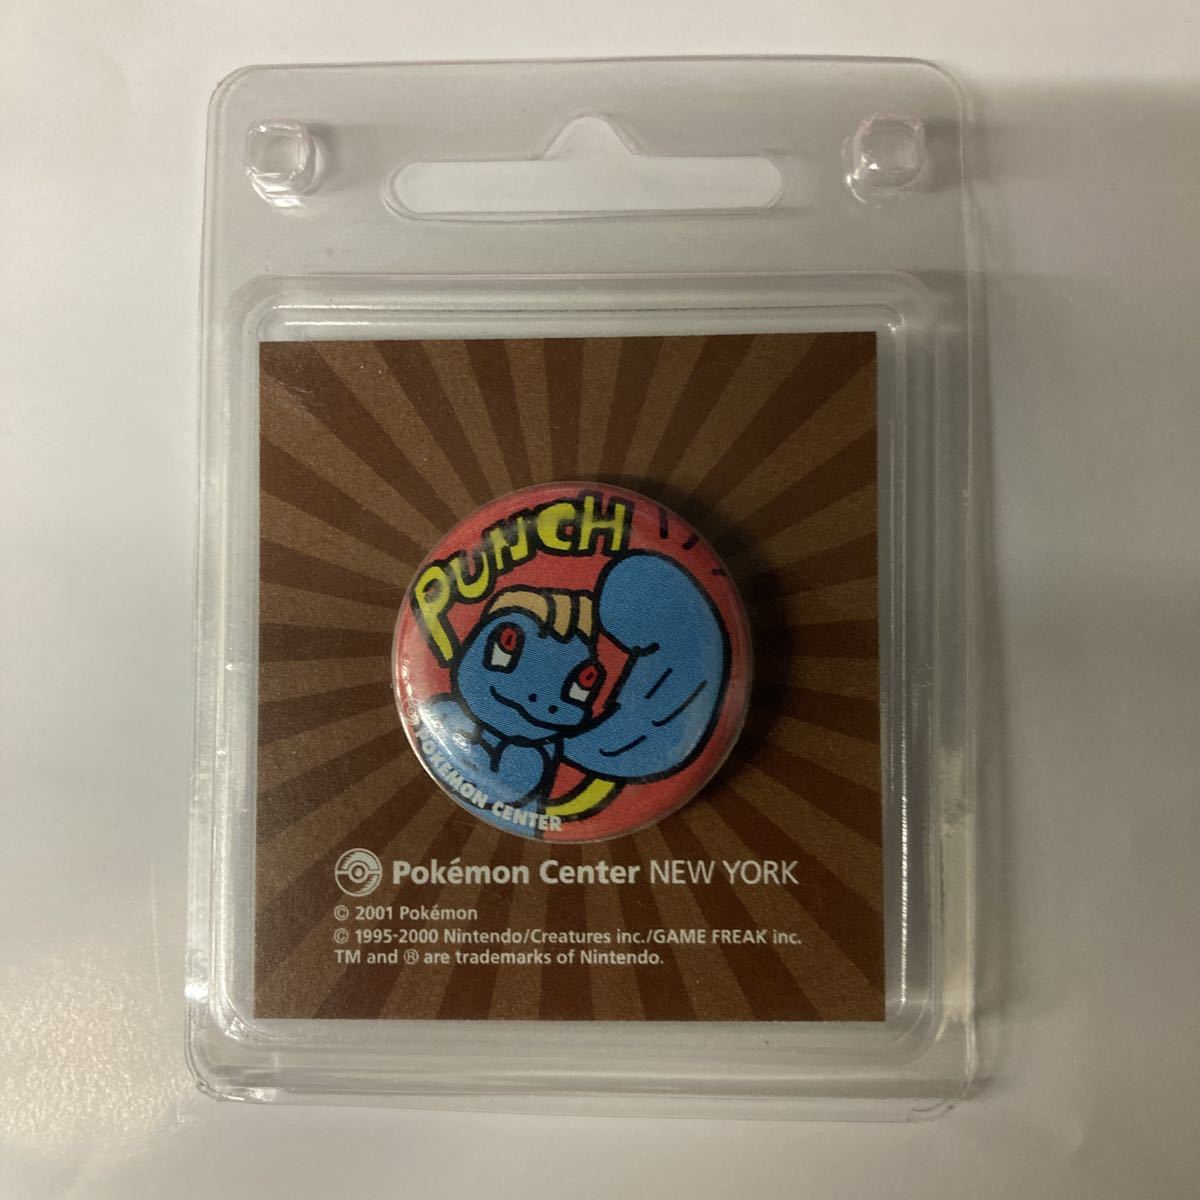 PUNCH
POKÉMON CENTER
Pokémon Center NEW YORK
© 2001 Pokémon
© 1995-2000 Nintendo/Creatures inc./GAME FREAK inc.
TM and ® are trademarks of Nintendo.